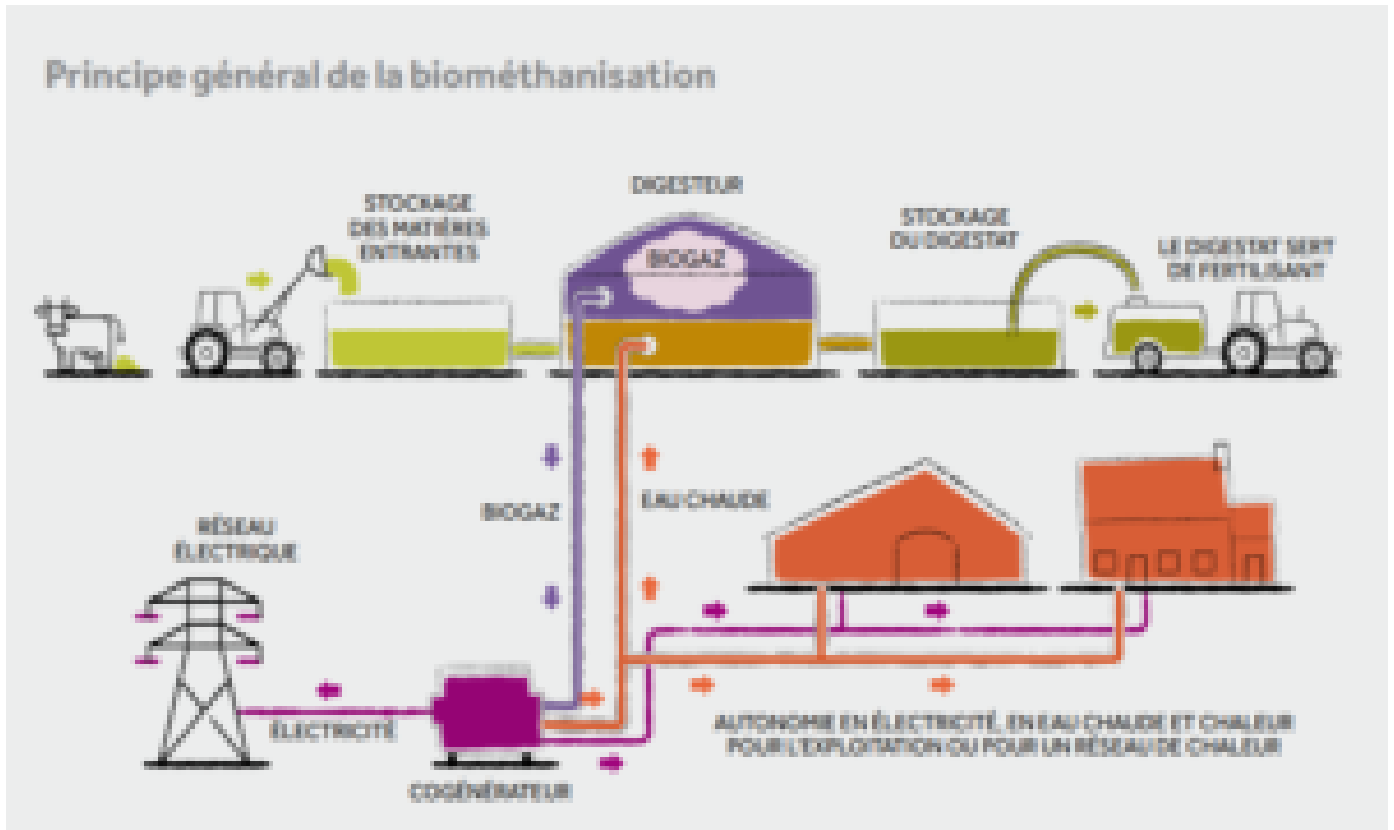 Principe général de la biométhanisation
DIGESTEUR
STOCKAGE
DES MATIÈRES
ENTRANTES
BIOGAZ
STOCKAGE
DU DIGESTAT
LE DIGESTAT SERT
DE FERTILISANT
BIOGAZ
EAU CHAUDE
RÉSEAU
ÉLECTRIQUE
ÉLECTRICITÉ
AUTONOMIE EN ÉLECTRICITÉ, EN EAU CHAUDE ET CHALEUR
POUR L'EXPLOITATION OU POUR UN RÉSEAU DE CHALEUR
COGÉNÉRATEUR